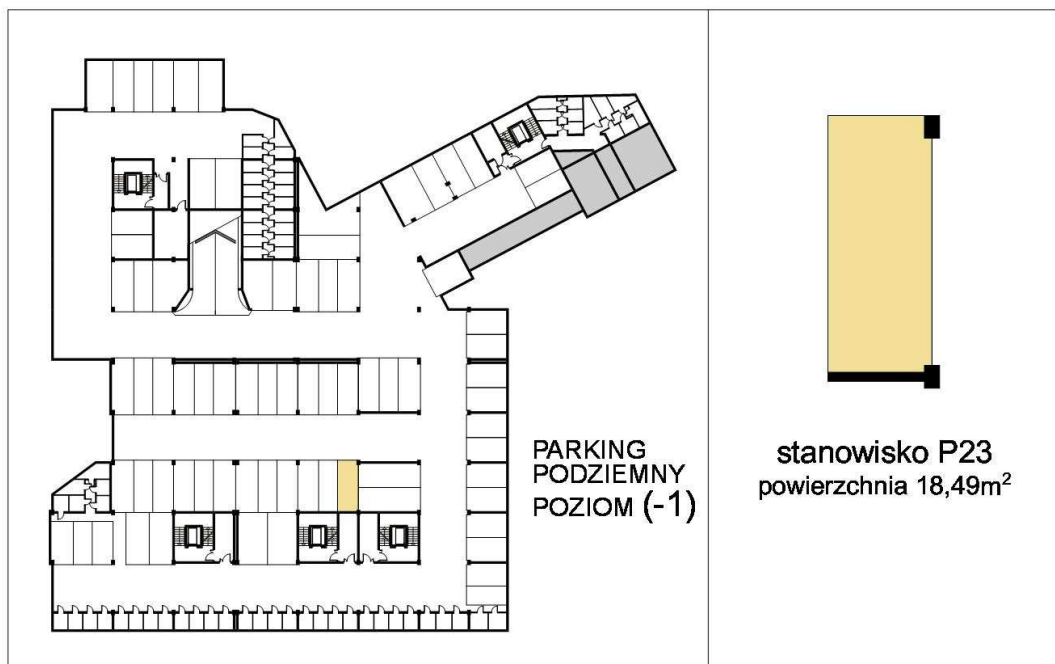 PARKING
PODZIEMNY
POZIOM (-1)
stanowisko P23
powierzchnia 18,49m²